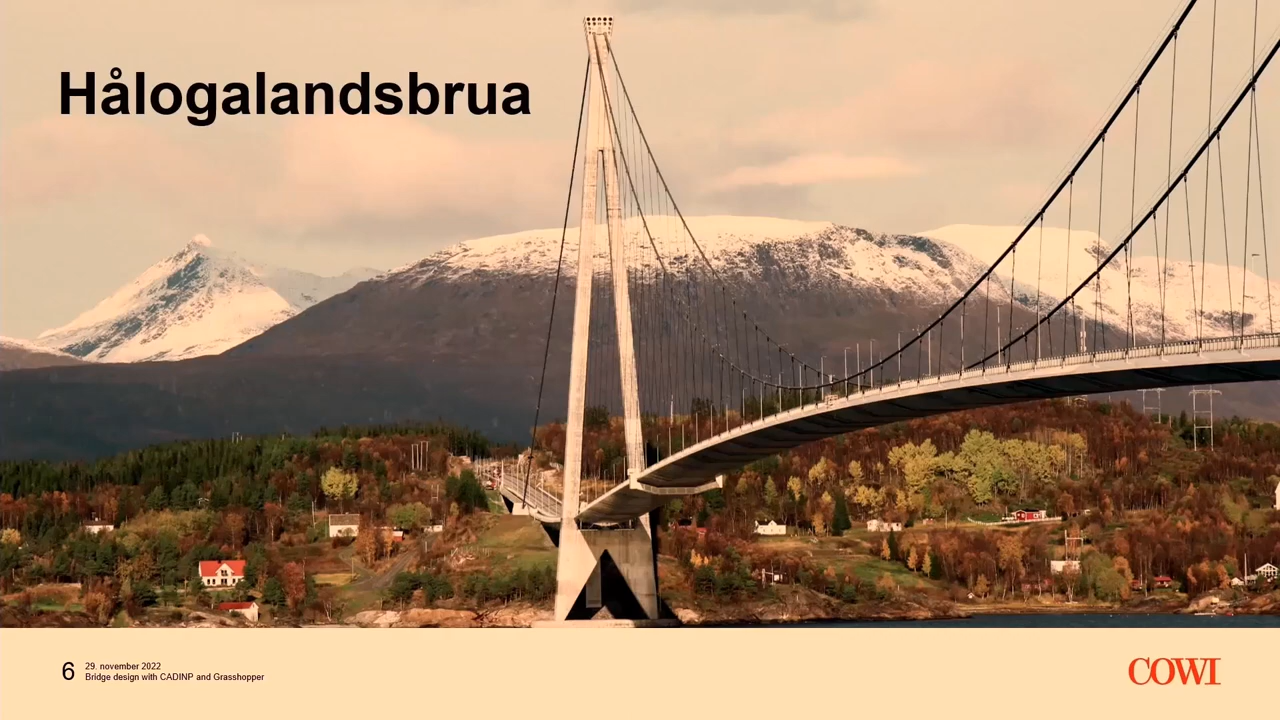 Hålogalandsbrua
6
29. november 2022
Bridge design with CADINP and Grasshopper
COWI